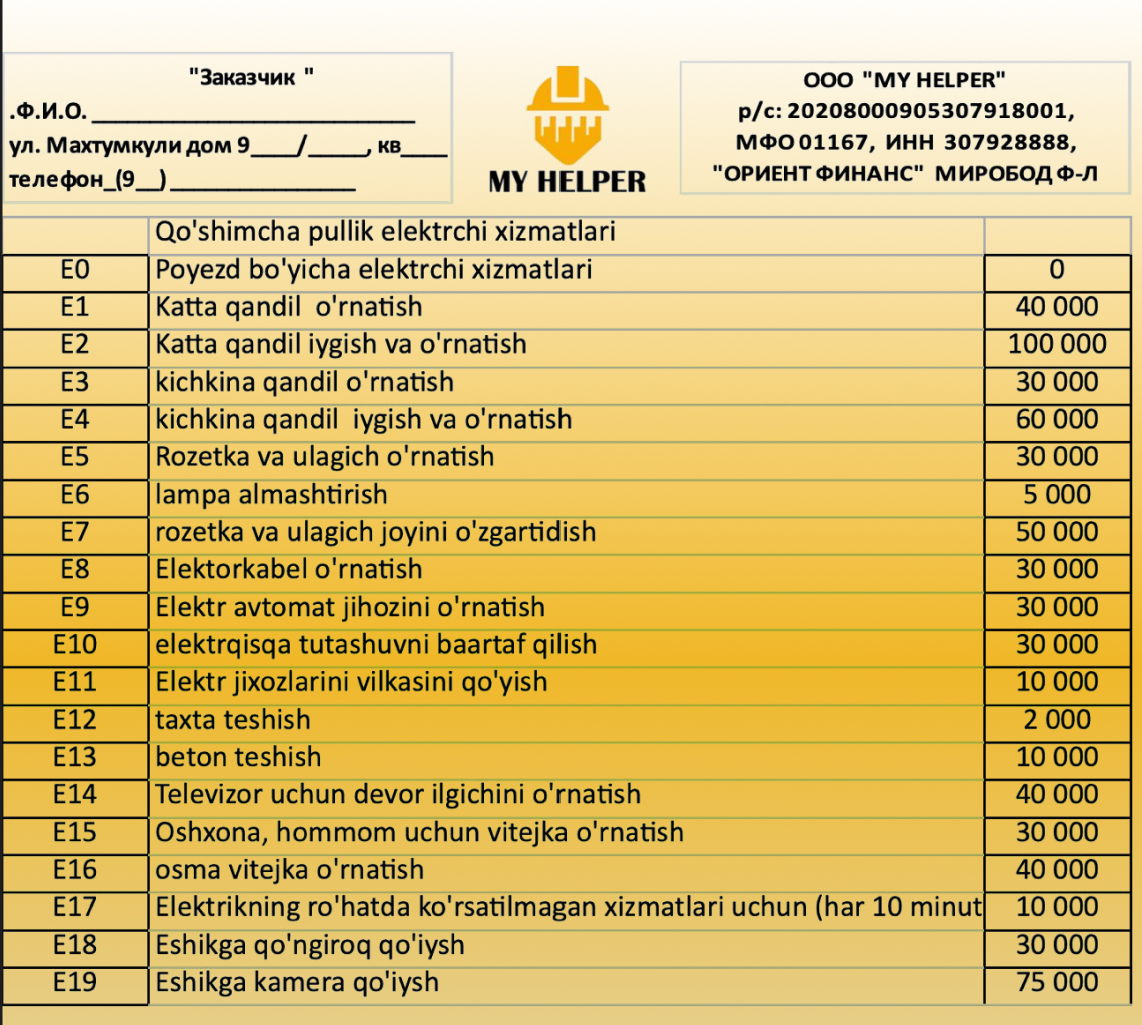 "Заказчик "
.Ф.И.О. ____________________________
ул. Махтумкули дом 9____/_____, кв____
телефон_(9__) ________________
MY HELPER
ООО "MY HELPER"
р/с: 20208000905307918001,
МФО 01167, ИНН 307928888,
"ОРИЕНТ ФИНАНС" МИРОБОД Ф-Л
Qo'shimcha pullik elektrchi xizmatlari
E0 Poyezd bo'yicha elektrchi xizmatlari 0
E1 Katta qandil o'rnatish 40 000
E2 Katta qandil iygish va o'rnatish 100 000
E3 kichkina qandil o'rnatish 30 000
E4 kichkina qandil iygish va o'rnatish 60 000
E5 Rozetka va ulagich o'rnatish 30 000
E6 lampa almashtirish 5 000
E7 rozetka va ulagich joyini o'zgartidish 50 000
E8 Elektorkabel o'rnatish 30 000
E9 Elektr avtomat jihozini o'rnatish 30 000
E10 elektrqisqa tutashuvni baartaf qilish 30 000
E11 Elektr jixozlarini vilkasini qo'yish 10 000
E12 taxta teshish 2 000
E13 beton teshish 10 000
E14 Televizor uchun devor ilgichini o'rnatish 40 000
E15 Oshxona, hommom uchun vitejka o'rnatish 30 000
E16 osma vitejka o'rnatish 40 000
E17 Elektrikning ro'hatda ko'rsatilmagan xizmatlari uchun (har 10 minut 10 000
E18 Eshikga qo'ngiroq qo'iysh 30 000
E19 Eshikga kamera qo'iysh 75 000